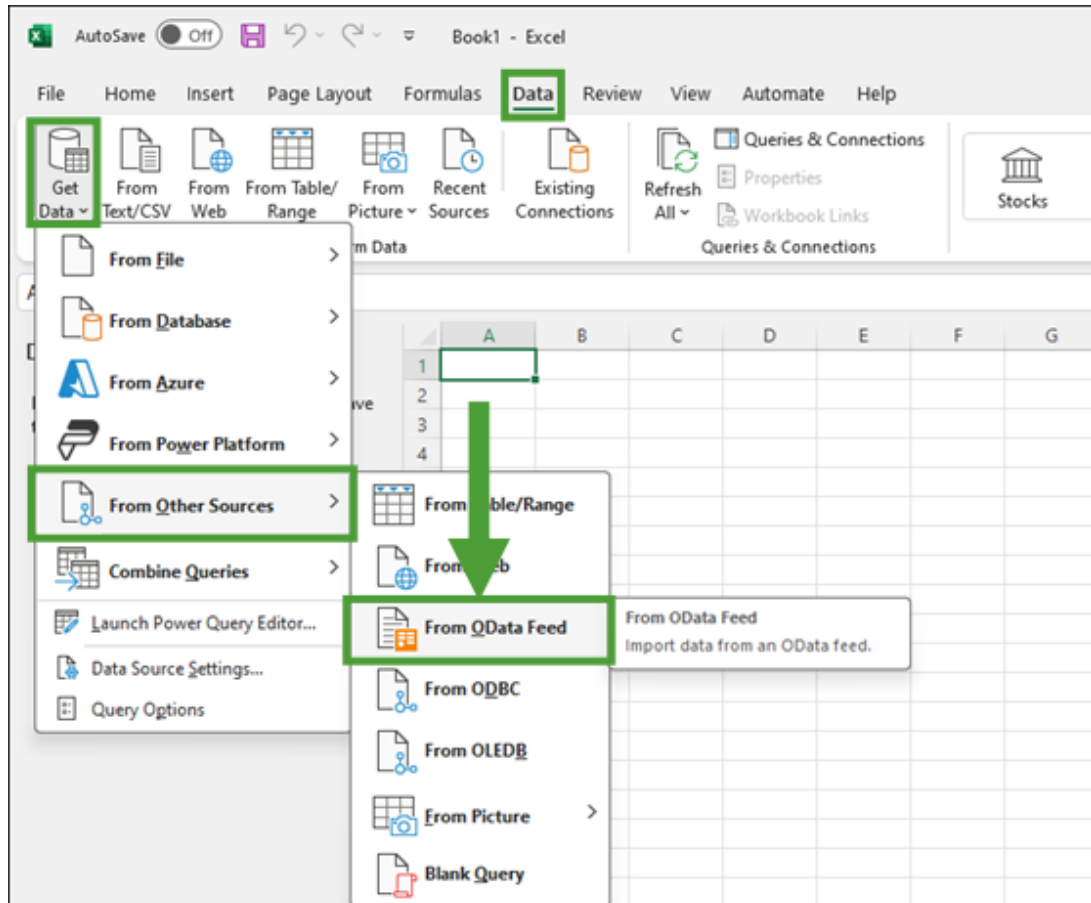 AutoSave Off Book1 - Excel
File Home Insert Page Layout Formulas Data Review View Automate Help
Get Data
From Text/CSV
From Web
From Table/ Range
From Picture
Recent Sources
Existing Connections
Refresh All
Queries & Connections
Properties
Workbook Links
Stocks
Data
Queries & Connections
From File
From Database
From Azure
From Power Platform
From Other Sources
Combine Queries
Launch Power Query Editor...
Data Source Settings...
Query Options
A B C D E F G
1
2
3
4
From Table/Range
From Web
From OData Feed
From ODBC
From OLEDB
From Picture
Blank Query
From OData Feed
Import data from an OData feed.